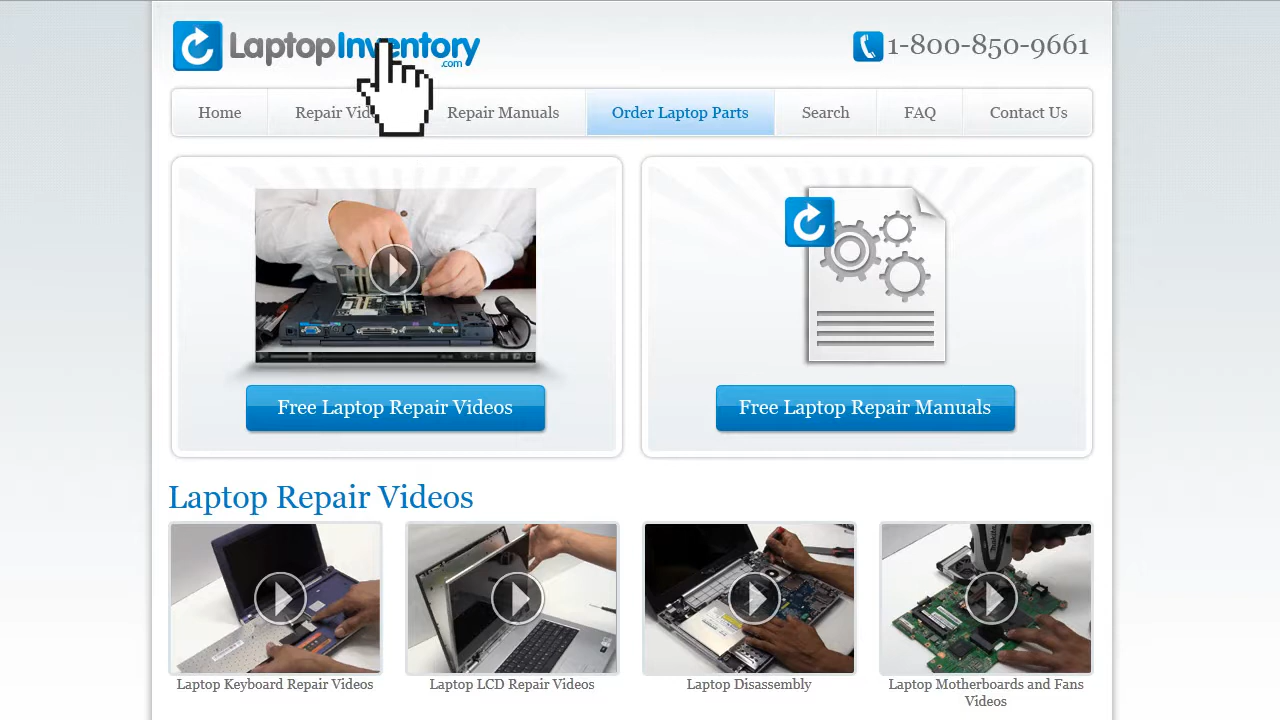 LaptopInventory
.com
1-800-850-9661
Home
Repair
Repair Manuals
Order Laptop Parts
Search
FAQ
Contact Us
Free Laptop Repair Videos
Free Laptop Repair Manuals
Laptop Repair Videos
Laptop Keyboard Repair Videos
Laptop LCD Repair Videos
Laptop Disassembly
Laptop Motherboards and Fans
Videos